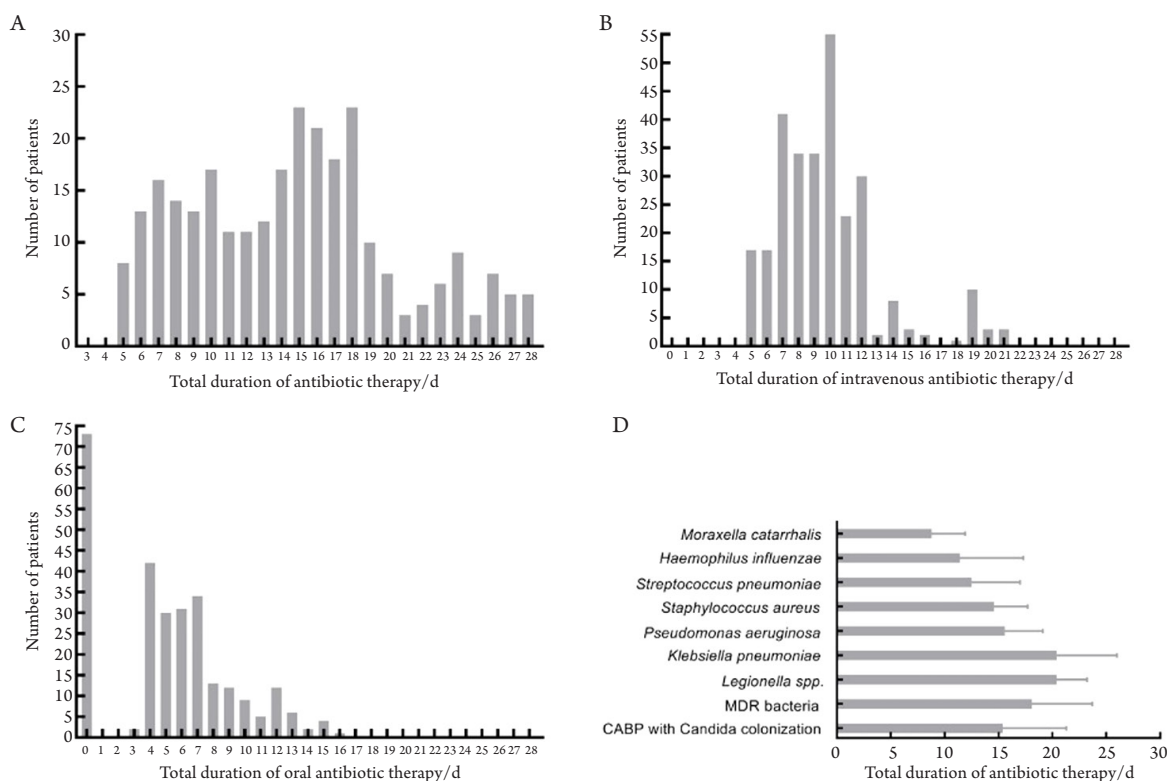 A
30
25
20
15
10
5
0
Number of patients
3 4 5 6 7 8 9 10 11 12 13 14 15 16 17 18 19 20 21 22 23 24 25 26 27 28
Total duration of antibiotic therapy/d
B
55
50
45
40
35
30
25
20
15
10
5
0
Number of patients
0 1 2 3 4 5 6 7 8 9 10 11 12 13 14 15 16 17 18 19 20 21 22 23 24 25 26 27 28
Total duration of intravenous antibiotic therapy/d
C
75
70
65
60
55
50
45
40
35
30
25
20
15
10
5
0
Number of patients
0 1 2 3 4 5 6 7 8 9 10 11 12 13 14 15 16 17 18 19 20 21 22 23 24 25 26 27 28
Total duration of oral antibiotic therapy/d
D
Moraxella catarrhalis
Haemophilus influenzae
Streptococcus pneumoniae
Staphylococcus aureus
Pseudomonas aeruginosa
Klebsiella pneumoniae
Legionella spp.
MDR bacteria
CABP with Candida colonization
0 5 10 15 20 25 30
Total duration of antibiotic therapy/d